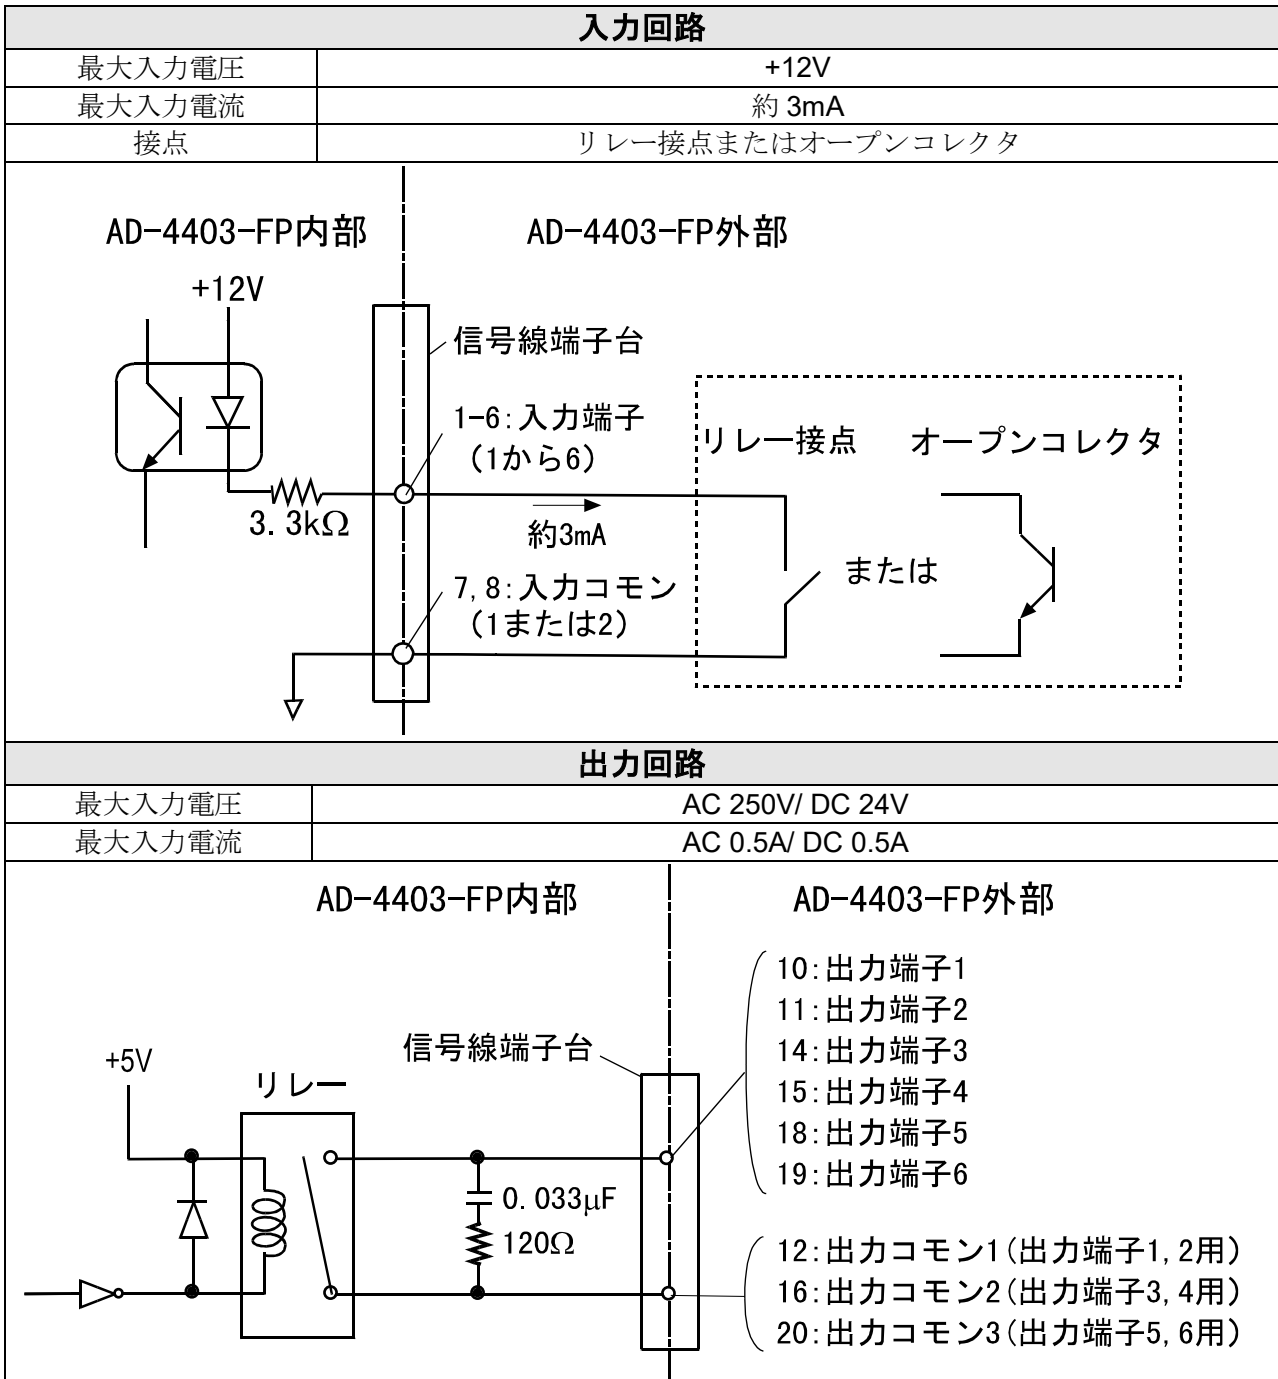 入力回路
最大入力電圧 +12V
最大入力電流 約 3mA
接点 リレー接点またはオープンコレクタ
AD-4403-FP内部 AD-4403-FP外部
+12V
信号線端子台
1-6:入力端子
(1から6)
リレー接点 オープンコレクタ
3.3kΩ
約3mA
または
7,8:入力コモン
(1または2)
出力回路
最大入力電圧 AC 250V/ DC 24V
最大入力電流 AC 0.5A/ DC 0.5A
AD-4403-FP内部 AD-4403-FP外部
10:出力端子1
11:出力端子2
14:出力端子3
15:出力端子4
18:出力端子5
19:出力端子6
信号線端子台
+5V
リレー
0.033μF
120Ω
12:出力コモン1(出力端子1,2用)
16:出力コモン2(出力端子3,4用)
20:出力コモン3(出力端子5,6用)